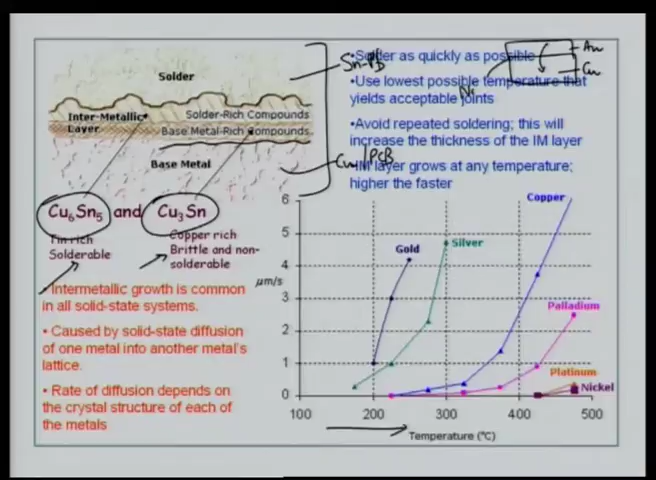 Solder
Inter-Metallic
Layer
Solder-Rich Compounds
Base Metal-Rich Compounds
Base Metal
Sn-Pb
Cu/PCB
Cu6Sn5 and Cu3Sn
Tin rich
Solderable
Copper rich
Brittle and non-
solderable
• Intermetallic growth is common
in all solid-state systems.
• Caused by solid-state diffusion
of one metal into another metal's
lattice.
• Rate of diffusion depends on
the crystal structure of each of
the metals
• Solder as quickly as possible
• Use lowest possible temperature that
yields acceptable joints
• Avoid repeated soldering; this will
increase the thickness of the IM layer
• IM layer grows at any temperature;
higher the faster
Au
Cu
Ni
6
5
4
μm/s
3
2
1
0
Gold
Silver
Copper
Palladium
Platinum
Nickel
100 200 300 400 500
Temperature (°C)